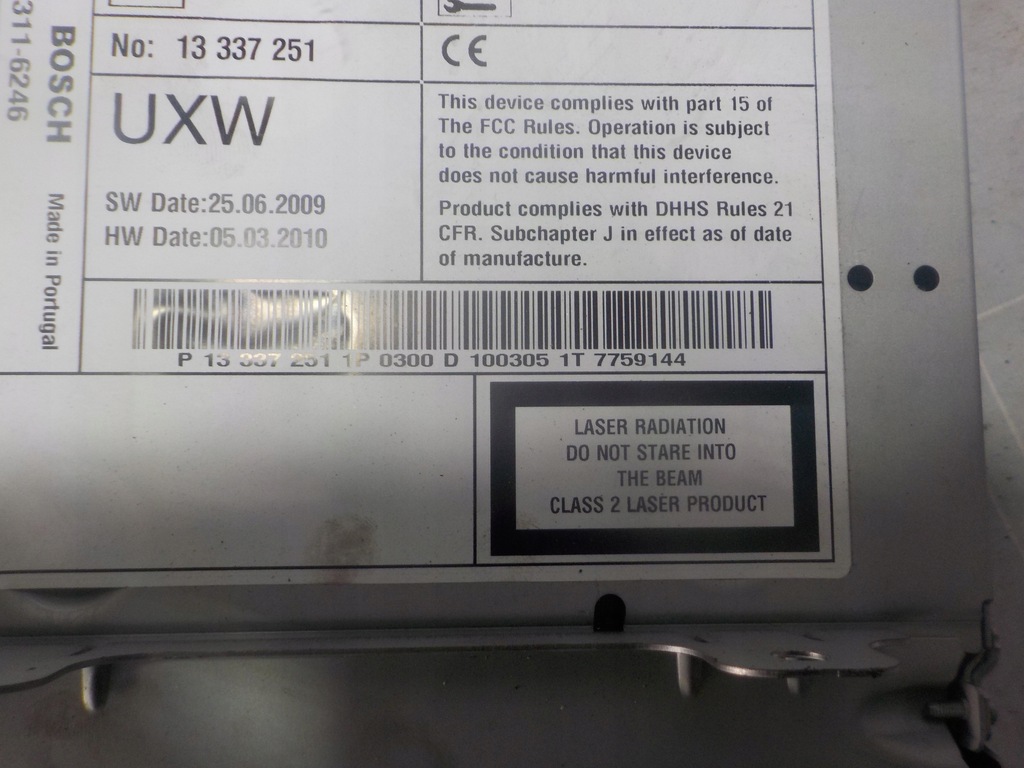 311-6246
BOSCH Made in Portugal
No: 13 337 251
CE
UXW
SW Date:25.06.2009
HW Date:05.03.2010
This device complies with part 15 of
The FCC Rules. Operation is subject
to the condition that this device
does not cause harmful interference.
Product complies with DHHS Rules 21
CFR. Subchapter J in effect as of date
of manufacture.
P 13 337 251 1P 0300 D 100305 1T 7759144
LASER RADIATION
DO NOT STARE INTO
THE BEAM
CLASS 2 LASER PRODUCT